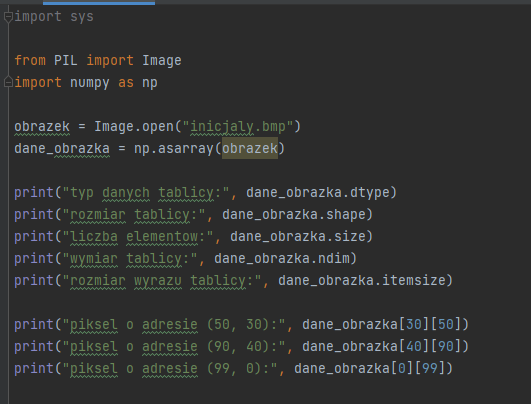 import sys
from PIL import Image
import numpy as np
obrazek = Image.open("inicjaly.bmp")
dane_obrazka = np.asarray(obrazek)
print("typ danych tablicy:", dane_obrazka.dtype)
print("rozmiar tablicy:", dane_obrazka.shape)
print("liczba elementow:", dane_obrazka.size)
print("wymiar tablicy:", dane_obrazka.ndim)
print("rozmiar wyrazu tablicy:", dane_obrazka.itemsize)
print("piksel o adresie (50, 30):", dane_obrazka[30][50])
print("piksel o adresie (90, 40):", dane_obrazka[40][90])
print("piksel o adresie (99, 0):", dane_obrazka[0][99])